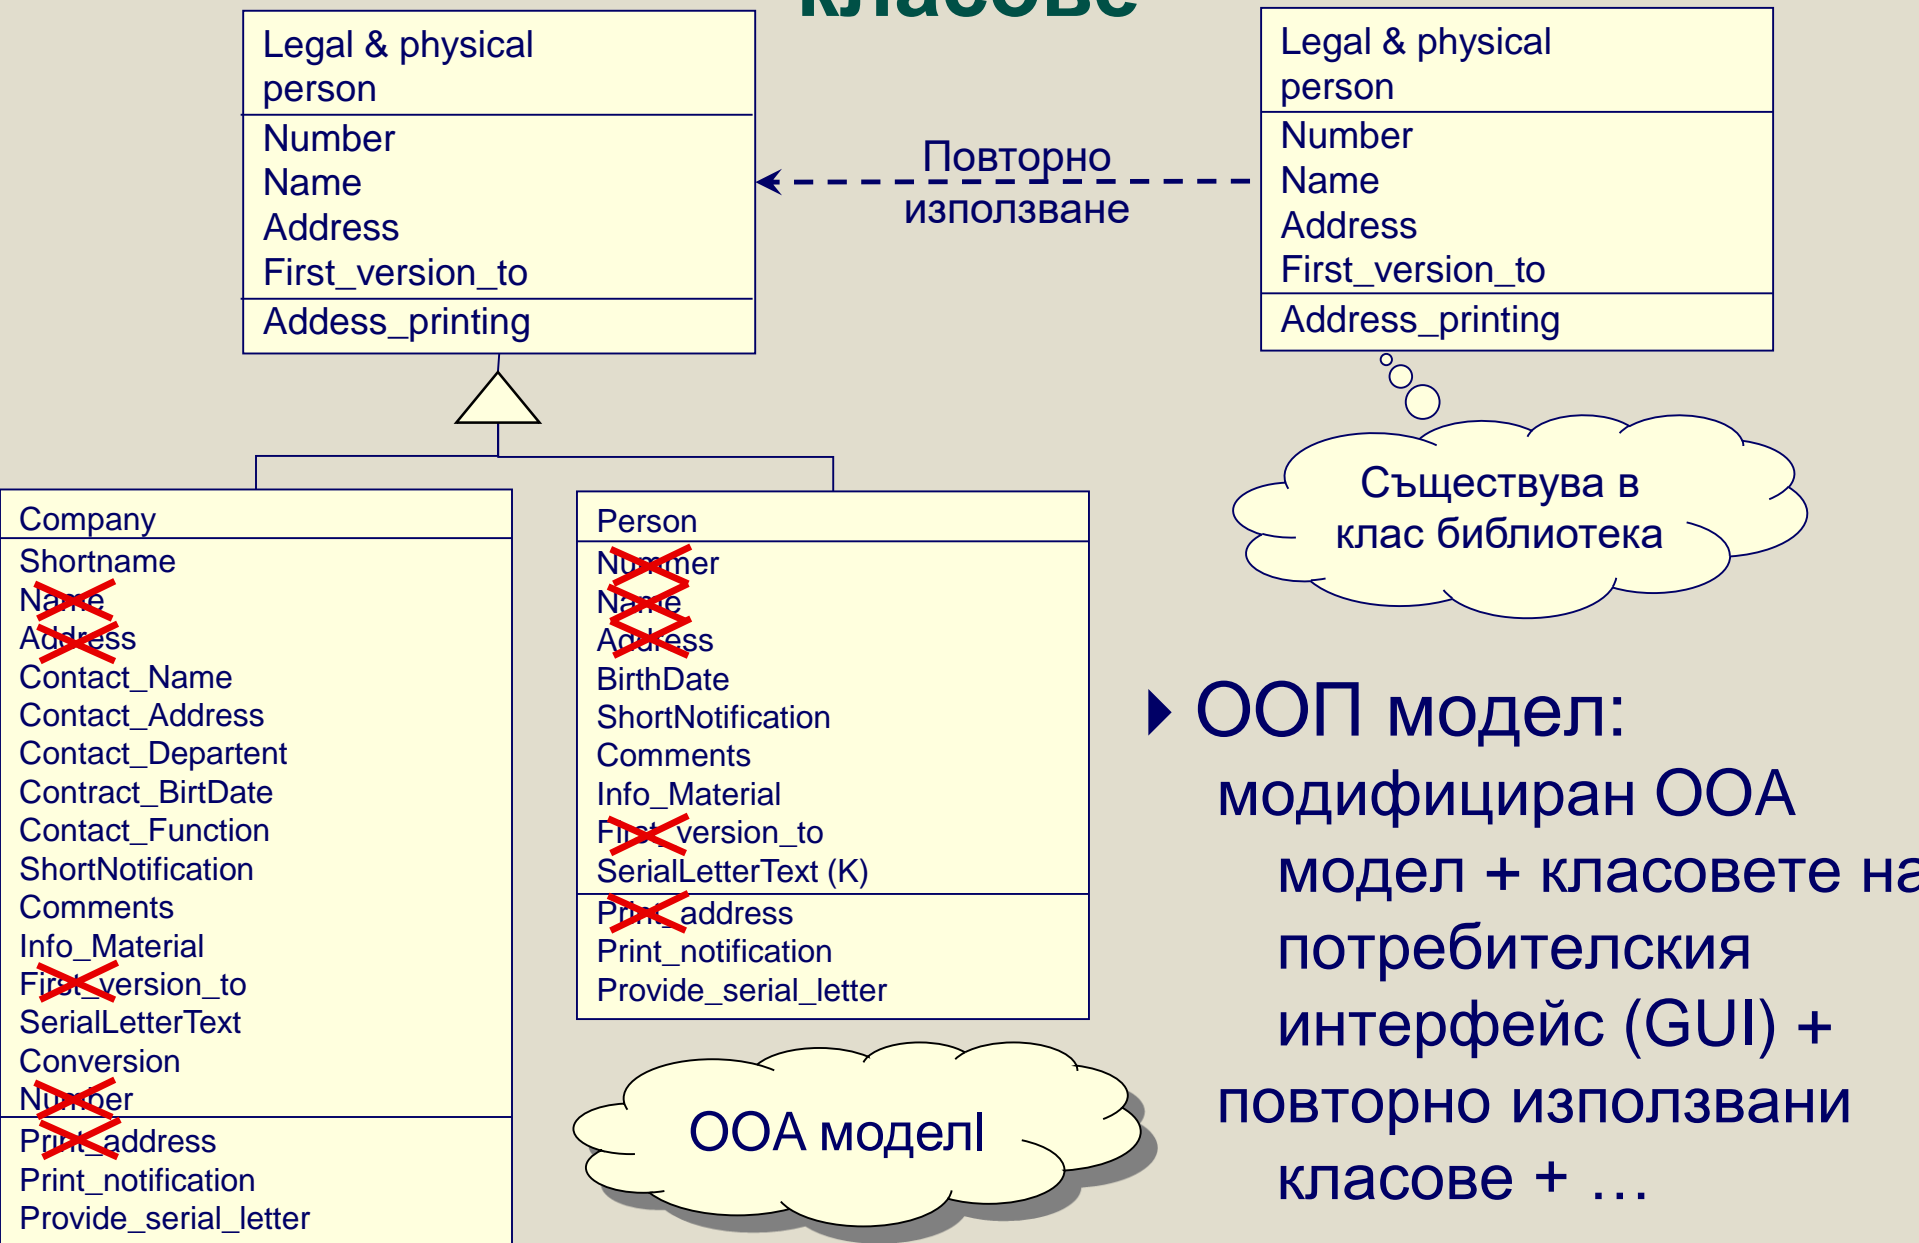 класове
Legal & physical
person
Number
Name
Address
First_version_to
Addess_printing
Повторно
използване
Legal & physical
person
Number
Name
Address
First_version_to
Address_printing
Съществува в
клас библиотека
Company
Shortname
Name
Address
Contact_Name
Contact_Address
Contact_Departent
Contract_BirtDate
Contact_Function
ShortNotification
Comments
Info_Material
First_version_to
SerialLetterText
Conversion
Number
Print_address
Print_notification
Provide_serial_letter
Person
Nummer
Name
Address
BirthDate
ShortNotification
Comments
Info_Material
First_version_to
SerialLetterText (K)
Print_address
Print_notification
Provide_serial_letter
ООА моделl
ООП модел:
модифициран ООА
модел + класовете на
потребителския
интерфейс (GUI) +
повторно използвани
класове + …